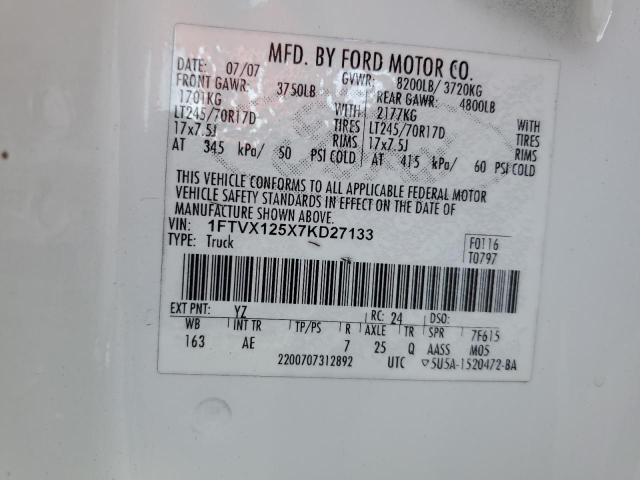 MFD. BY FORD MOTOR CO.
DATE: 07/07 GVWR: 8200LB/ 3720KG
FRONT GAWR: 3750LB REAR GAWR: 4800LB
1701KG WITH 2177KG WITH
LT245/70R17D TIRES LT245/70R17D TIRES
17x7.5J RIMS 17x7.5J RIMS
AT 345 kPa/ 50 PSI COLD AT 415 kPa/ 60 PSI COLD
THIS VEHICLE CONFORMS TO ALL APPLICABLE FEDERAL MOTOR
VEHICLE SAFETY STANDARDS IN EFFECT ON THE DATE OF
MANUFACTURE SHOWN ABOVE.
VIN: 1FTVX125X7KD27133
TYPE: Truck
F0116
T0797
EXT PNT: YZ RC: 24 DSO:
WB INT TR TP/PS R AXLE TR SPR 7F615
163 AE 7 25 Q AASS M05
2200707312892 UTC ▽5U5A-1520472-BA